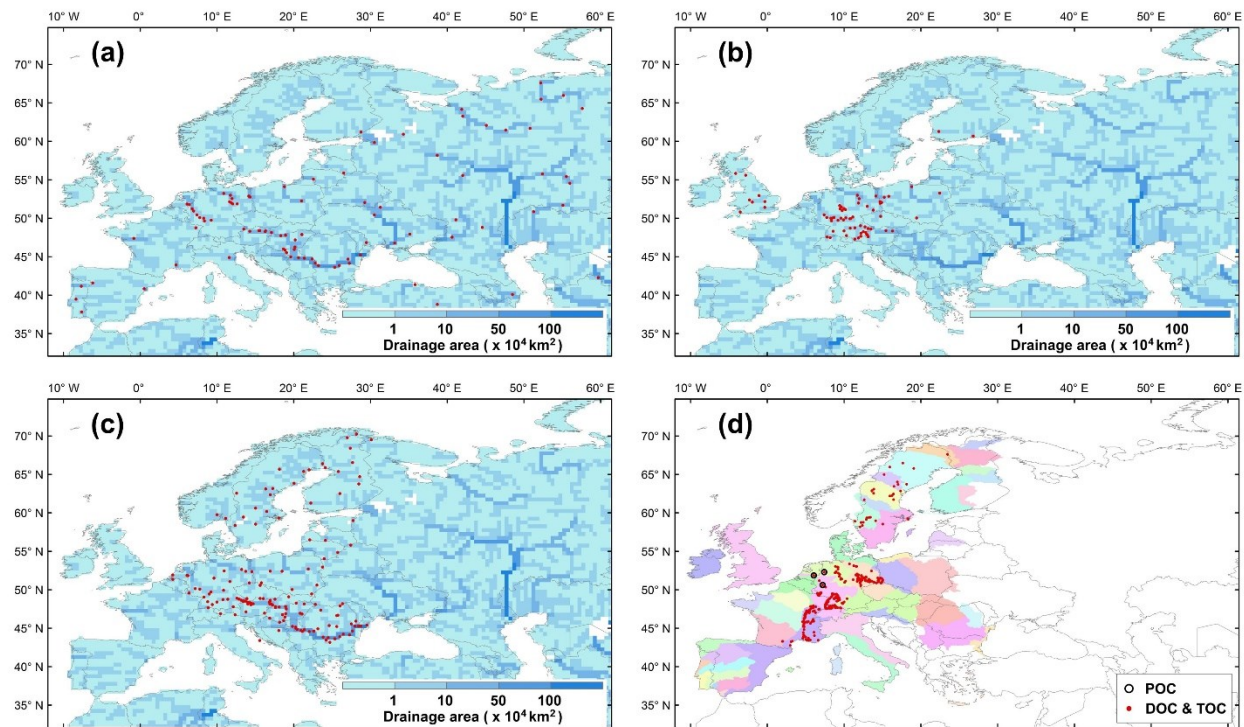 10° W 0° 10° E 20° E 30° E 40° E 50° E 60° E
(a)
70° N
65° N
60° N
55° N
50° N
45° N
40° N
35° N
1 10 50 100
Drainage area ( x 10⁴ km²)
10° W 0° 10° E 20° E 30° E 40° E 50° E 60° E
(b)
70° N
65° N
60° N
55° N
50° N
45° N
40° N
35° N
1 10 50 100
Drainage area ( x 10⁴ km²)
10° W 0° 10° E 20° E 30° E 40° E 50° E 60° E
(c)
70° N
65° N
60° N
55° N
50° N
45° N
40° N
35° N
1 10 50 100
Drainage area ( x 10⁴ km²)
10° W 0° 10° E 20° E 30° E 40° E 50° E 60° E
(d)
70° N
65° N
60° N
55° N
50° N
45° N
40° N
35° N
POC
DOC & TOC